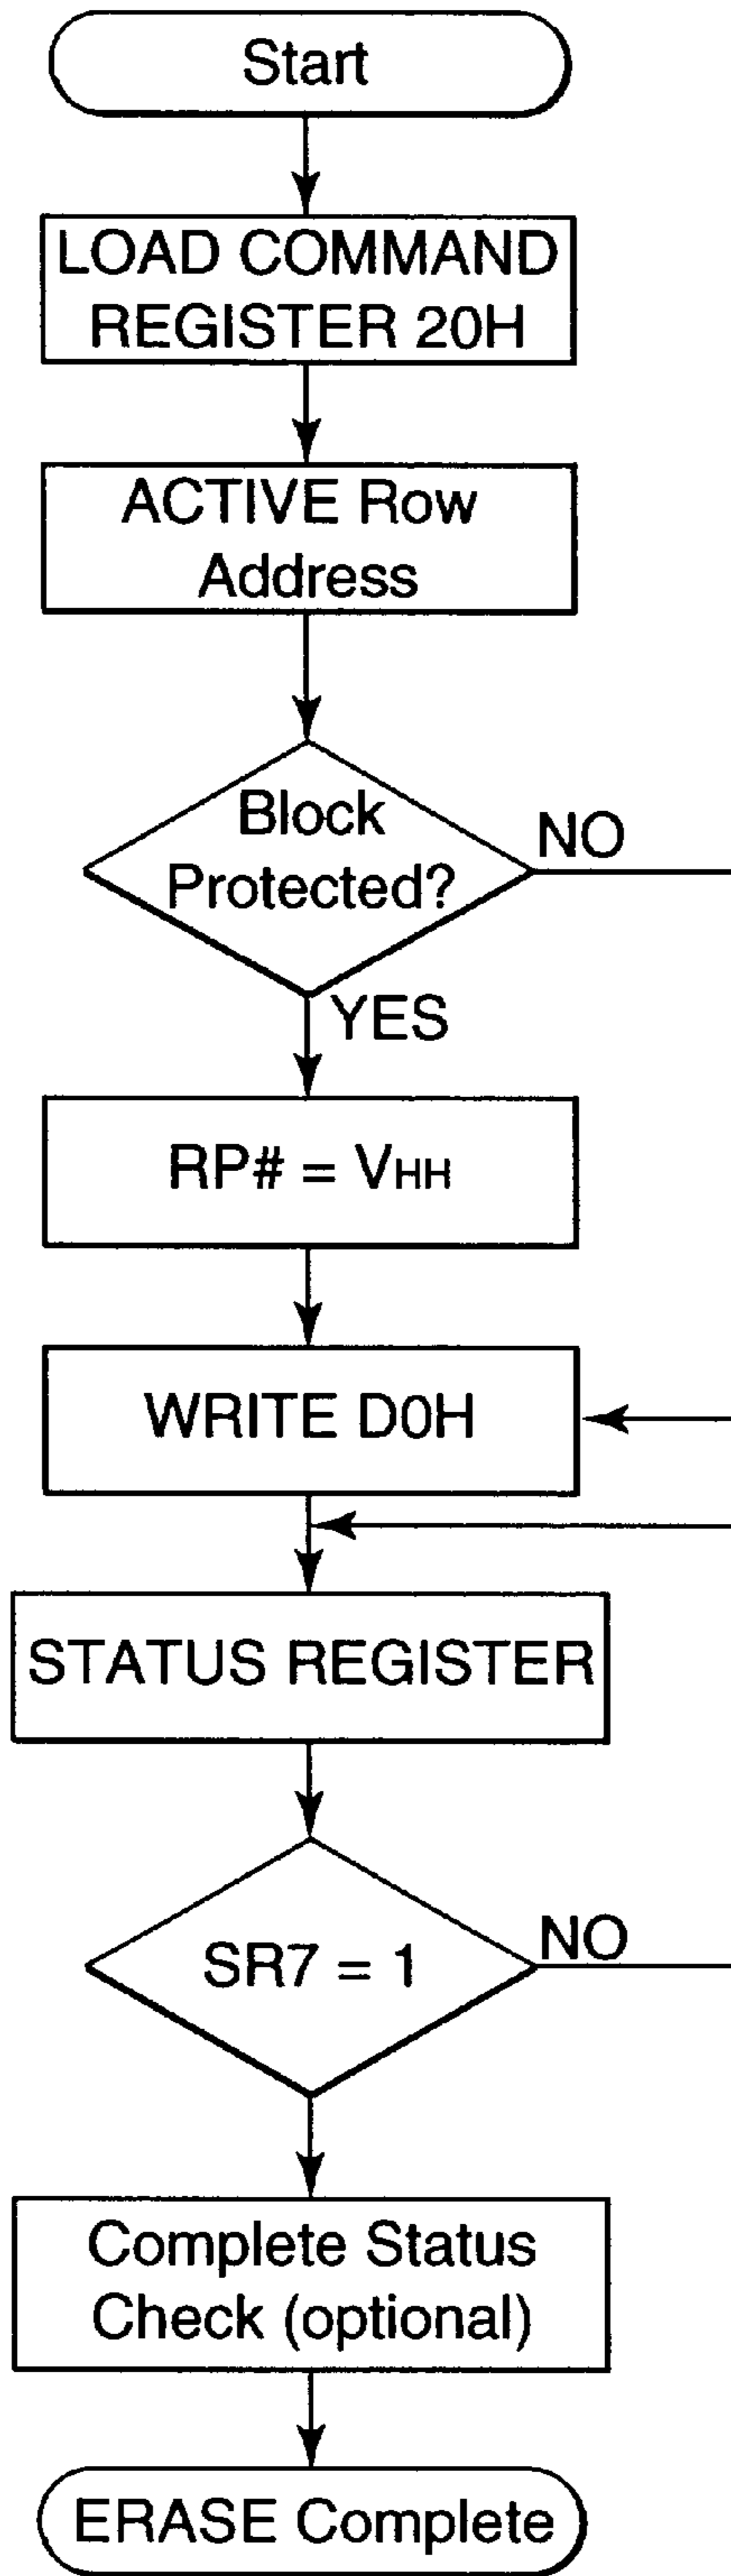 Start
LOAD COMMAND
REGISTER 20H
ACTIVE Row
Address
Block
Protected?
NO
YES
RP# = VHH
WRITE D0H
STATUS REGISTER
SR7 = 1
NO
Complete Status
Check (optional)
ERASE Complete